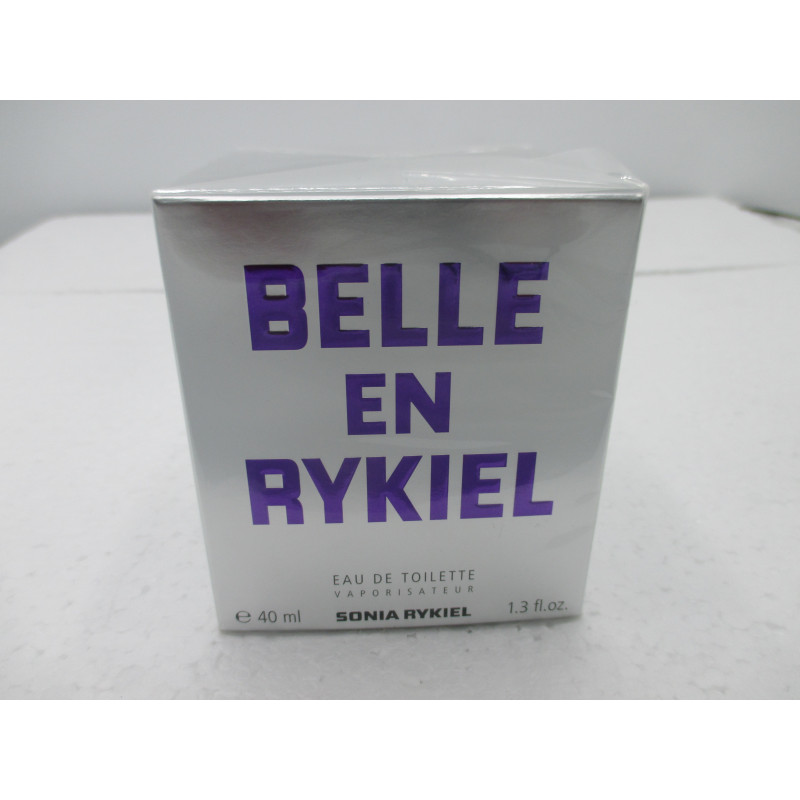 BELLE
EN
RYKIEL
EAU DE TOILETTE
VAPORISATEUR
℮ 40 ml SONIA RYKIEL 1.3 fl.oz.